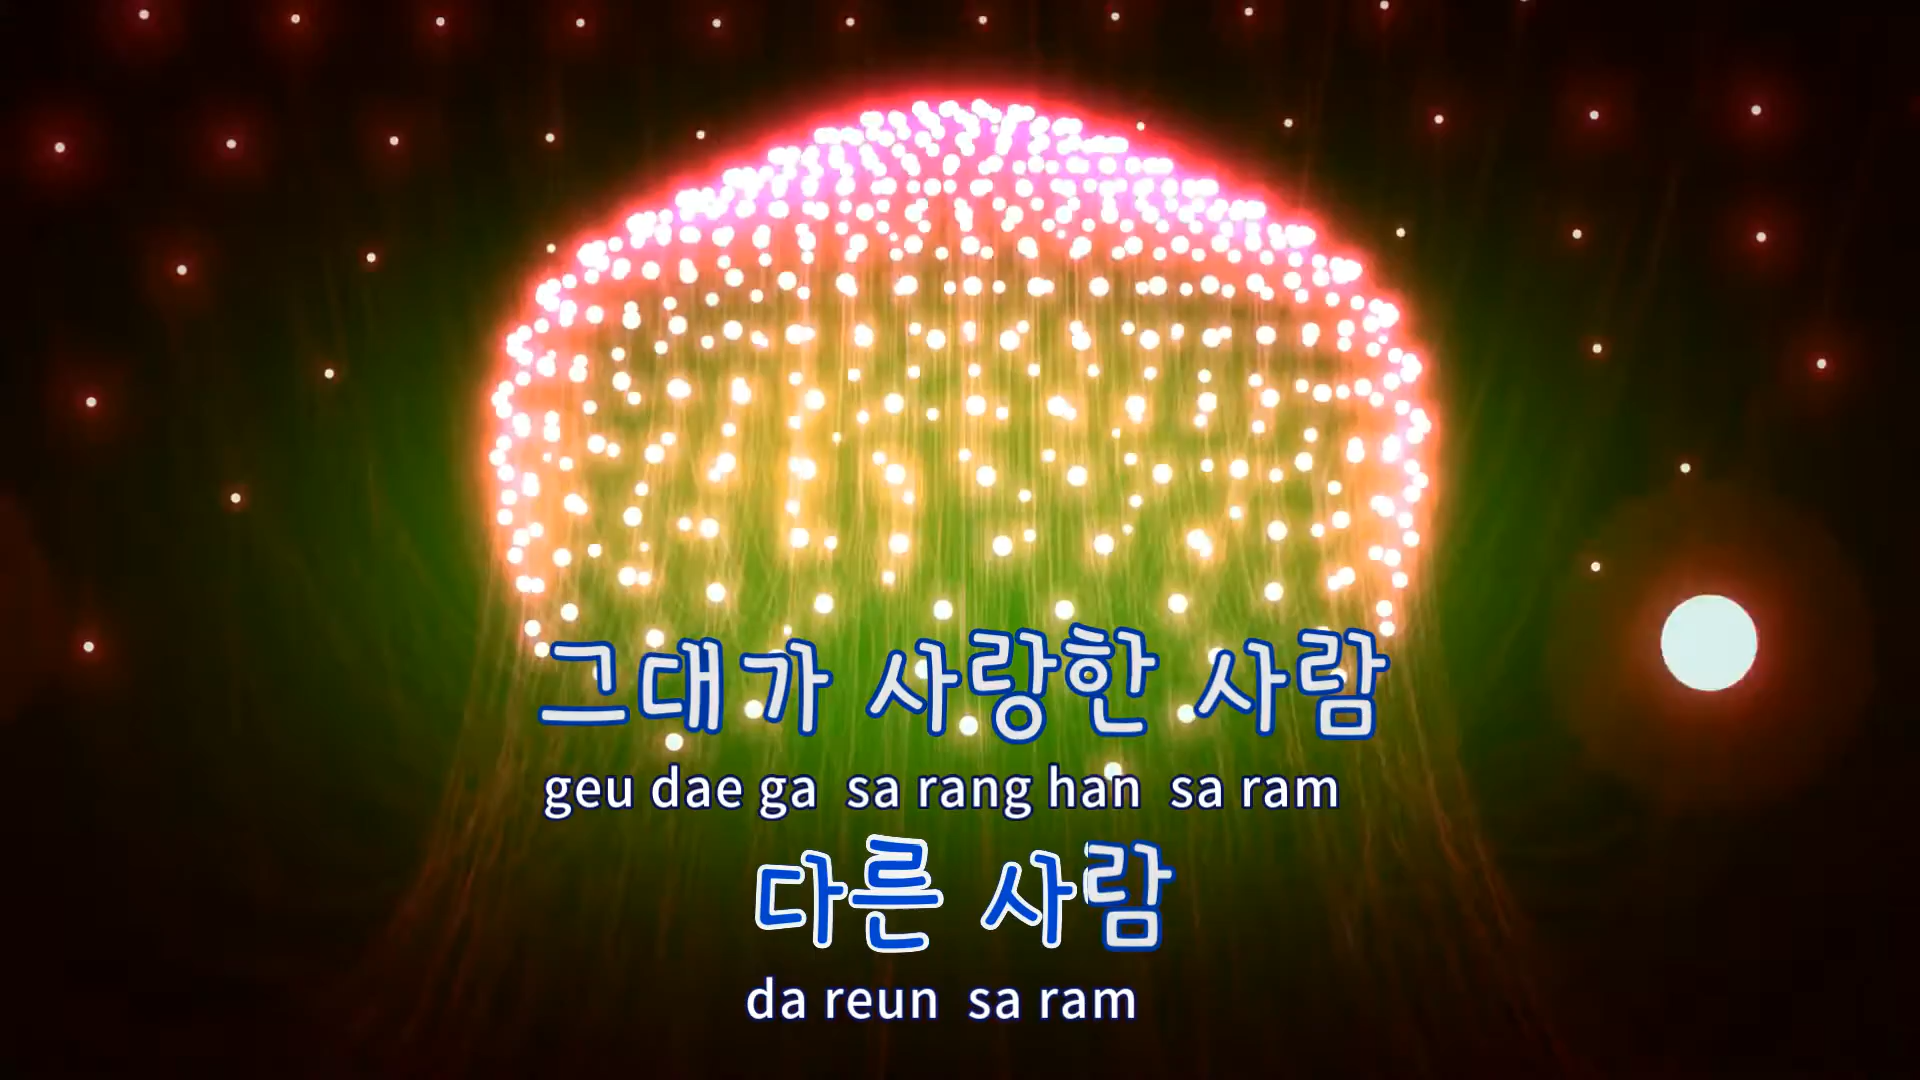 그대가 사랑한 사람
geu dae ga sa rang han sa ram
다른 사람
da reun sa ram